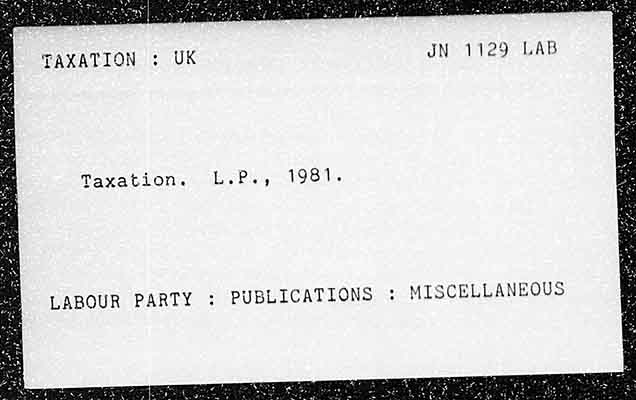 TAXATION : UK JN 1129 LAB
Taxation. L.P., 1981.
LABOUR PARTY : PUBLICATIONS : MISCELLANEOUS